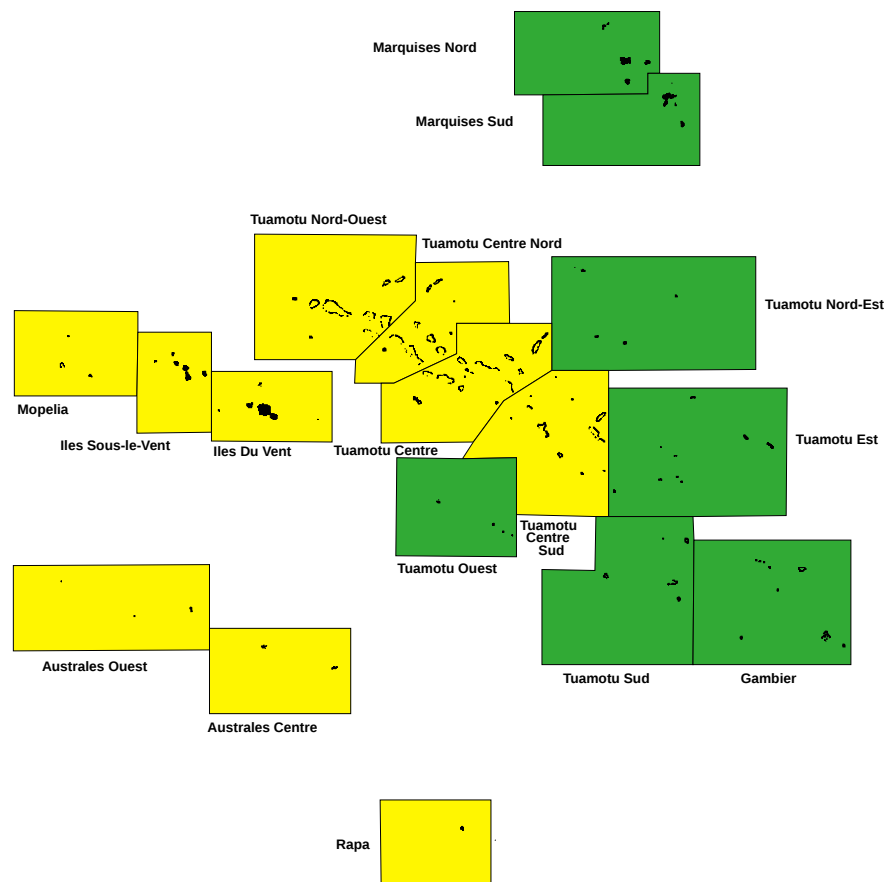 Marquises Nord
Marquises Sud
Tuamotu Nord-Ouest
Tuamotu Centre Nord
Tuamotu Nord-Est
Mopelia
Iles Sous-le-Vent
Iles Du Vent
Tuamotu Centre
Tuamotu Est
Tuamotu
Centre
Sud
Tuamotu Ouest
Australes Ouest
Tuamotu Sud
Gambier
Australes Centre
Rapa